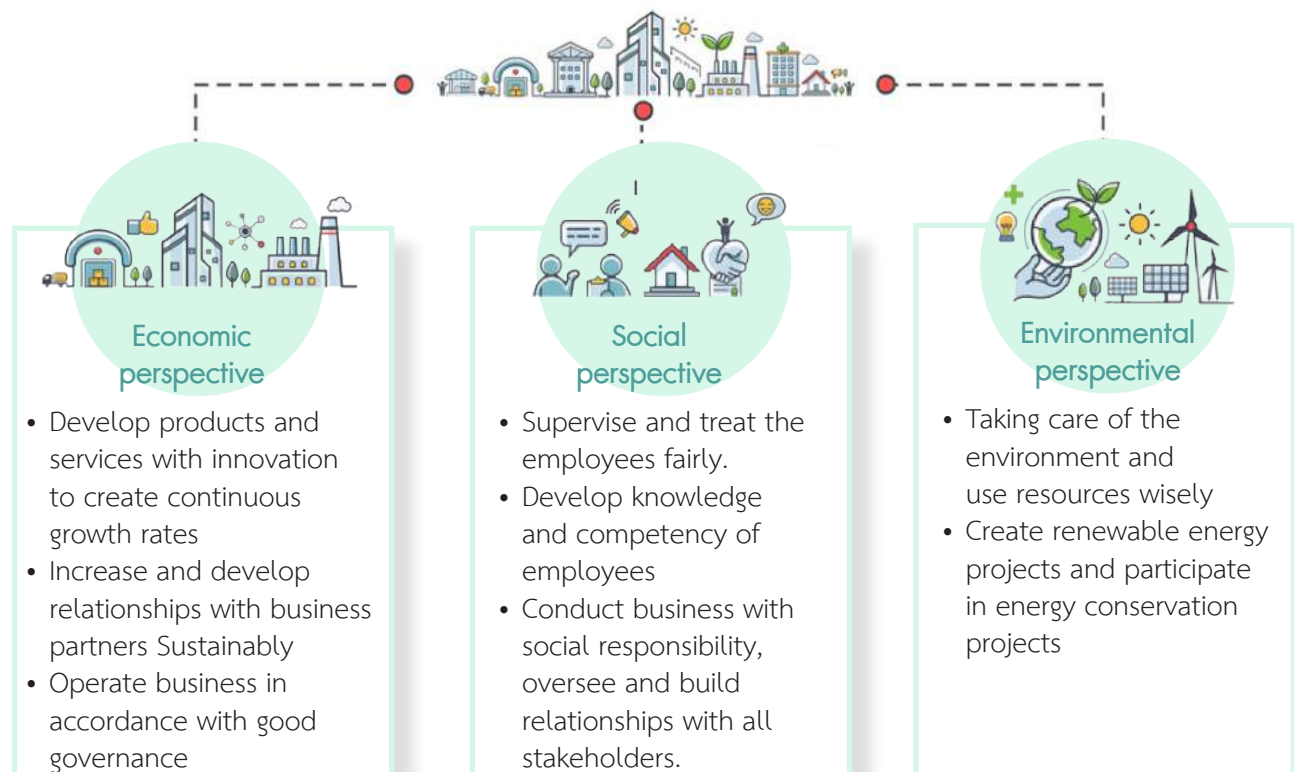 Economic
perspective
• Develop products and
services with innovation
to create continuous
growth rates
• Increase and develop
relationships with business
partners Sustainably
• Operate business in
accordance with good
governance
Social
perspective
• Supervise and treat the
employees fairly.
• Develop knowledge
and competency of
employees
• Conduct business with
social responsibility,
oversee and build
relationships with all
stakeholders.
Environmental
perspective
• Taking care of the
environment and
use resources wisely
• Create renewable energy
projects and participate
in energy conservation
projects